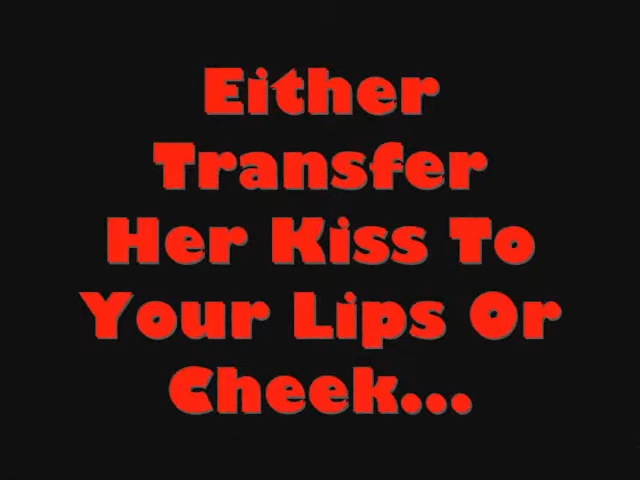 Either
Transfer
Her Kiss To
Your Lips Or
Cheek...